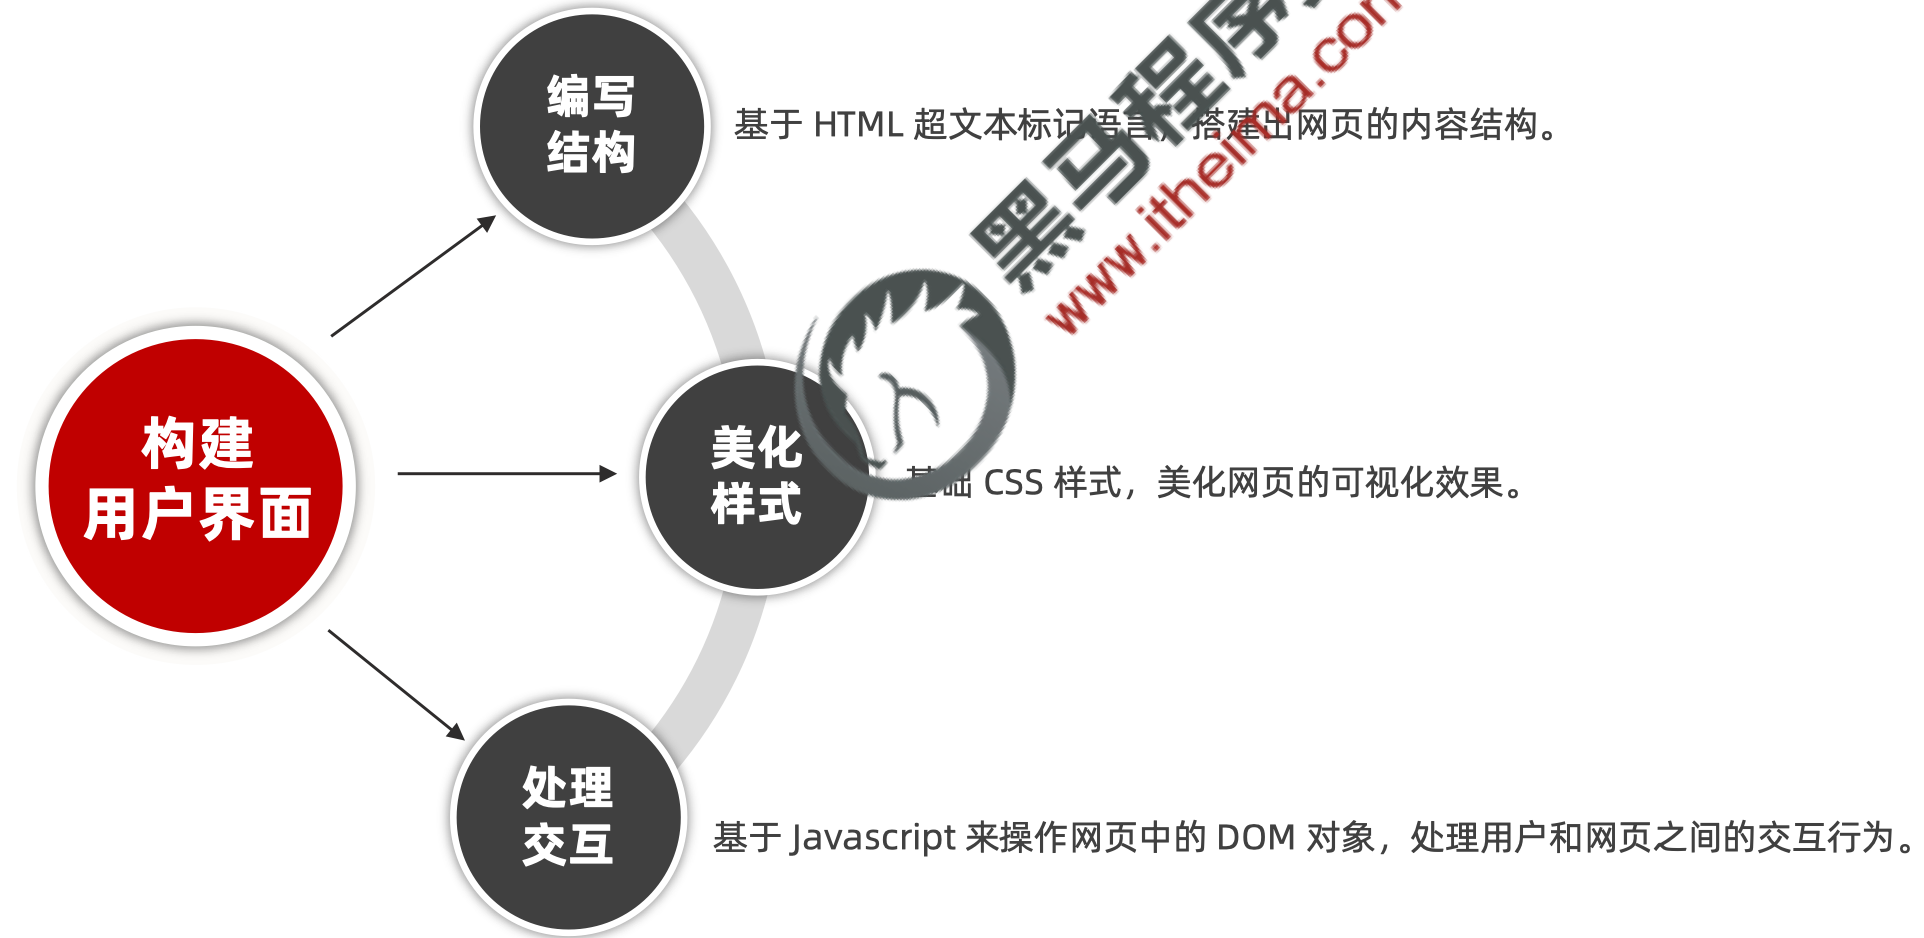 编写
结构
基于 HTML 超文本标记语言，搭建出网页的内容结构。
黑马程序
www.itheima.com
构建
用户界面
美化
样式
基础 CSS 样式，美化网页的可视化效果。
处理
交互
基于 Javascript 来操作网页中的 DOM 对象，处理用户和网页之间的交互行为。